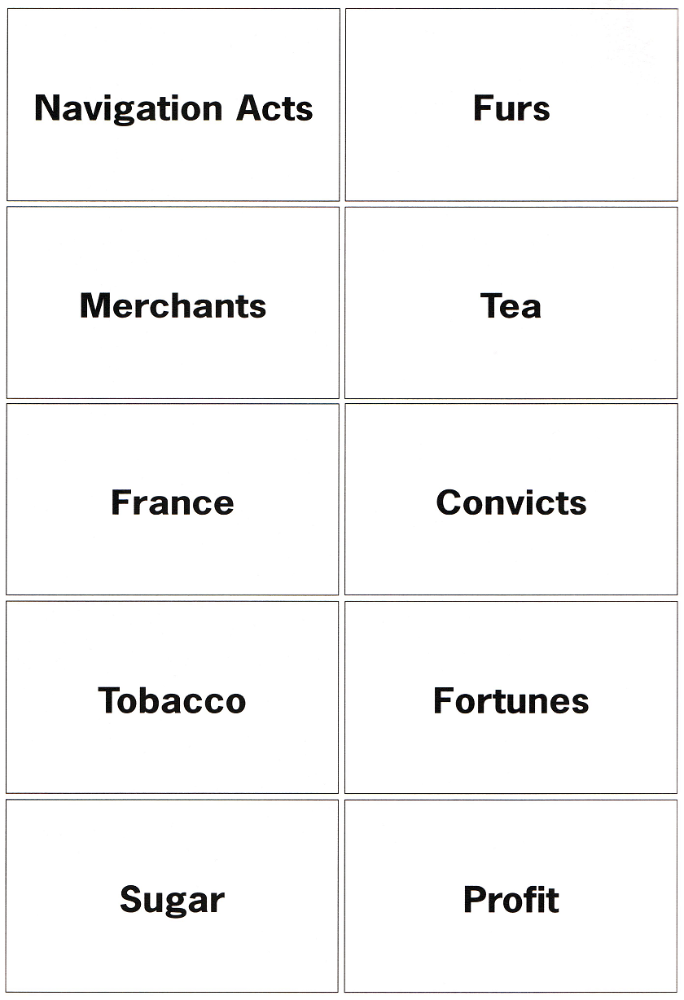 Navigation Acts
Furs
Merchants
Tea
France
Convicts
Tobacco
Fortunes
Sugar
Profit